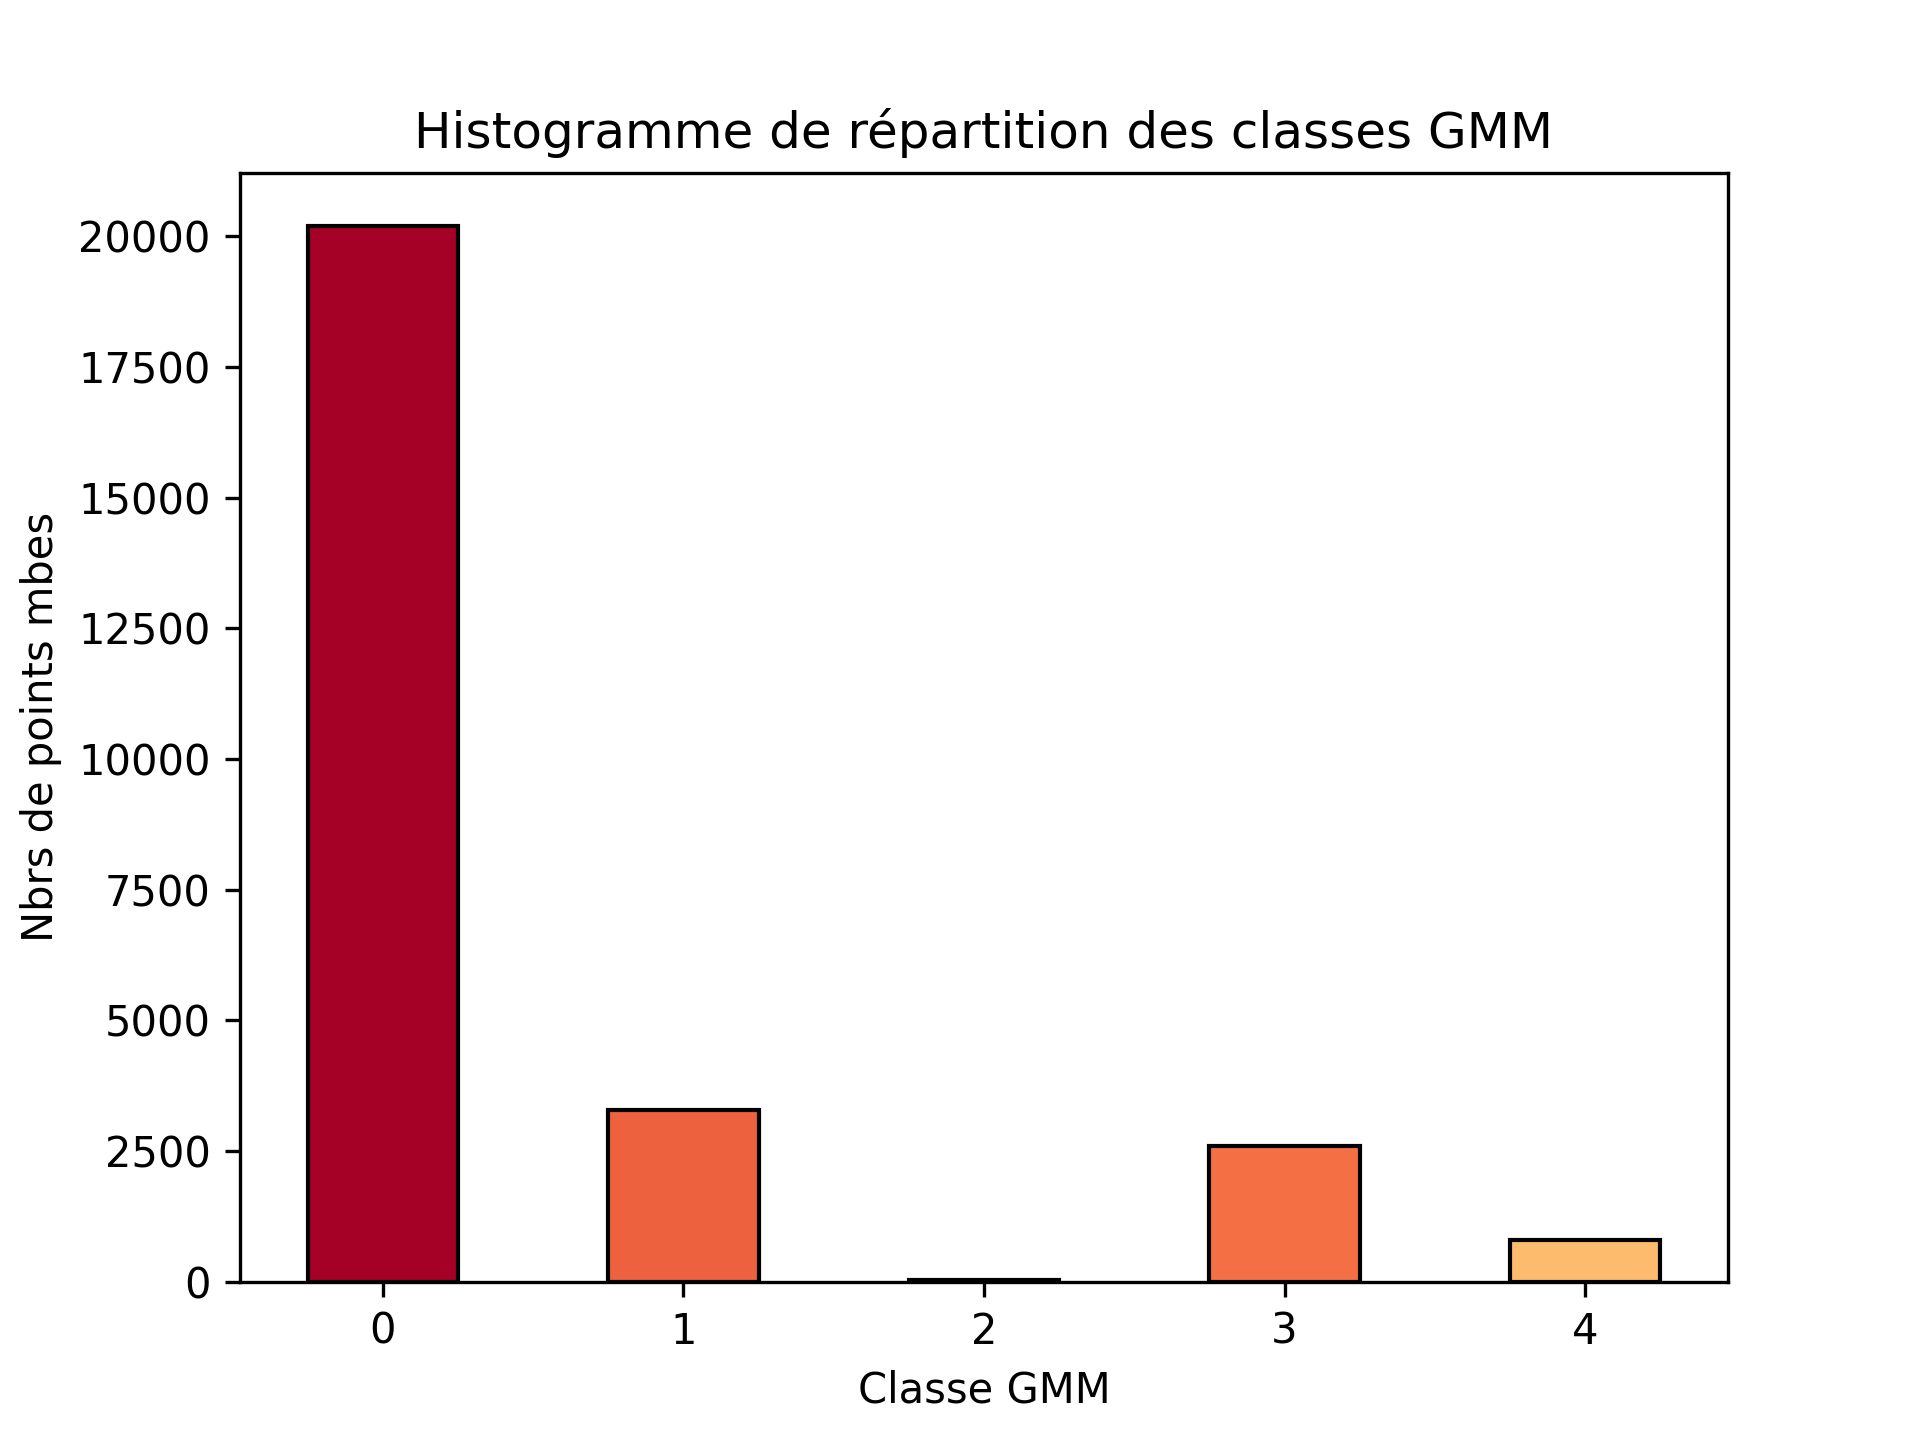 Histogramme de répartition des classes GMM
20000
17500
15000
12500
10000
7500
5000
2500
0
Nbrs de points mbes
0 1 2 3 4
Classe GMM